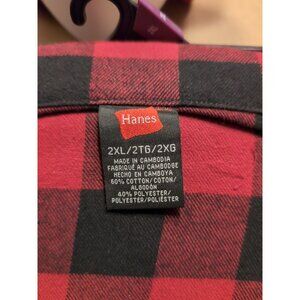 Hanes
2XL/2TG/2XG
MADE IN CAMBODIA
FABRIQUÉ AU CAMBODGE
HECHO EN CAMBOYA
60% COTTON/COTON/
ALGODÓN
40% POLYESTER/
POLYESTER/POLIÉSTER